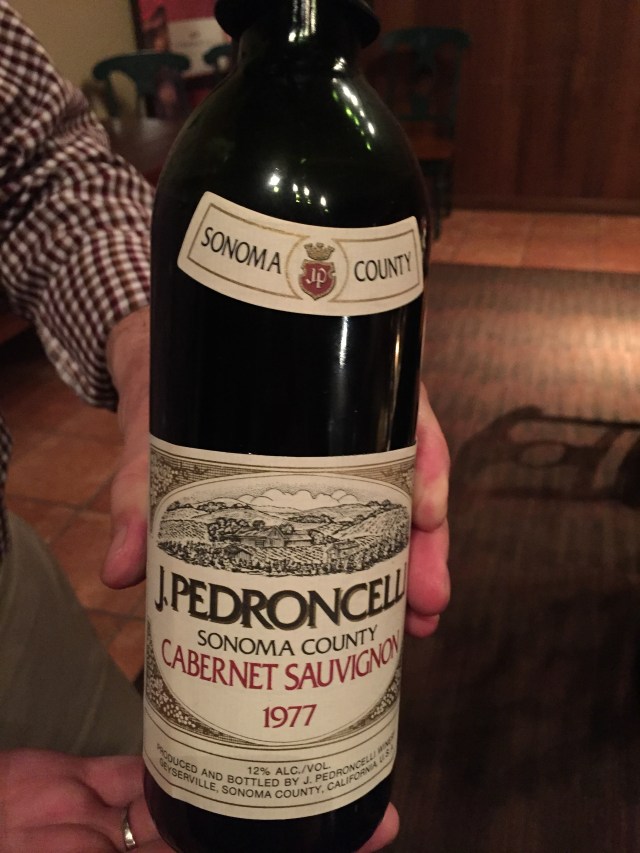 SONOMA JP COUNTY
J. PEDRONCELLI
SONOMA COUNTY
CABERNET SAUVIGNON
1977
12% ALC./VOL.
PRODUCED AND BOTTLED BY J. PEDRONCELLI WINERY
GEYSERVILLE, SONOMA COUNTY, CALIFORNIA U.S.A.